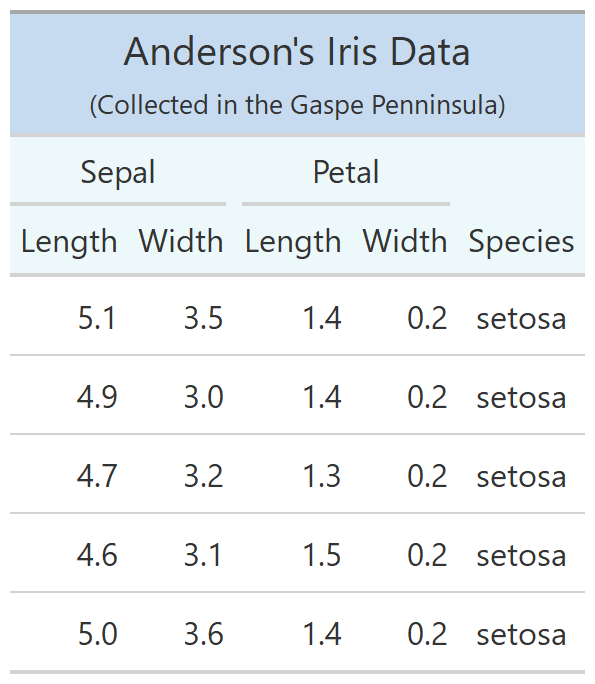 Anderson's Iris Data
(Collected in the Gaspe Penninsula)
Sepal Petal
Length Width Length Width Species
5.1 3.5 1.4 0.2 setosa
4.9 3.0 1.4 0.2 setosa
4.7 3.2 1.3 0.2 setosa
4.6 3.1 1.5 0.2 setosa
5.0 3.6 1.4 0.2 setosa